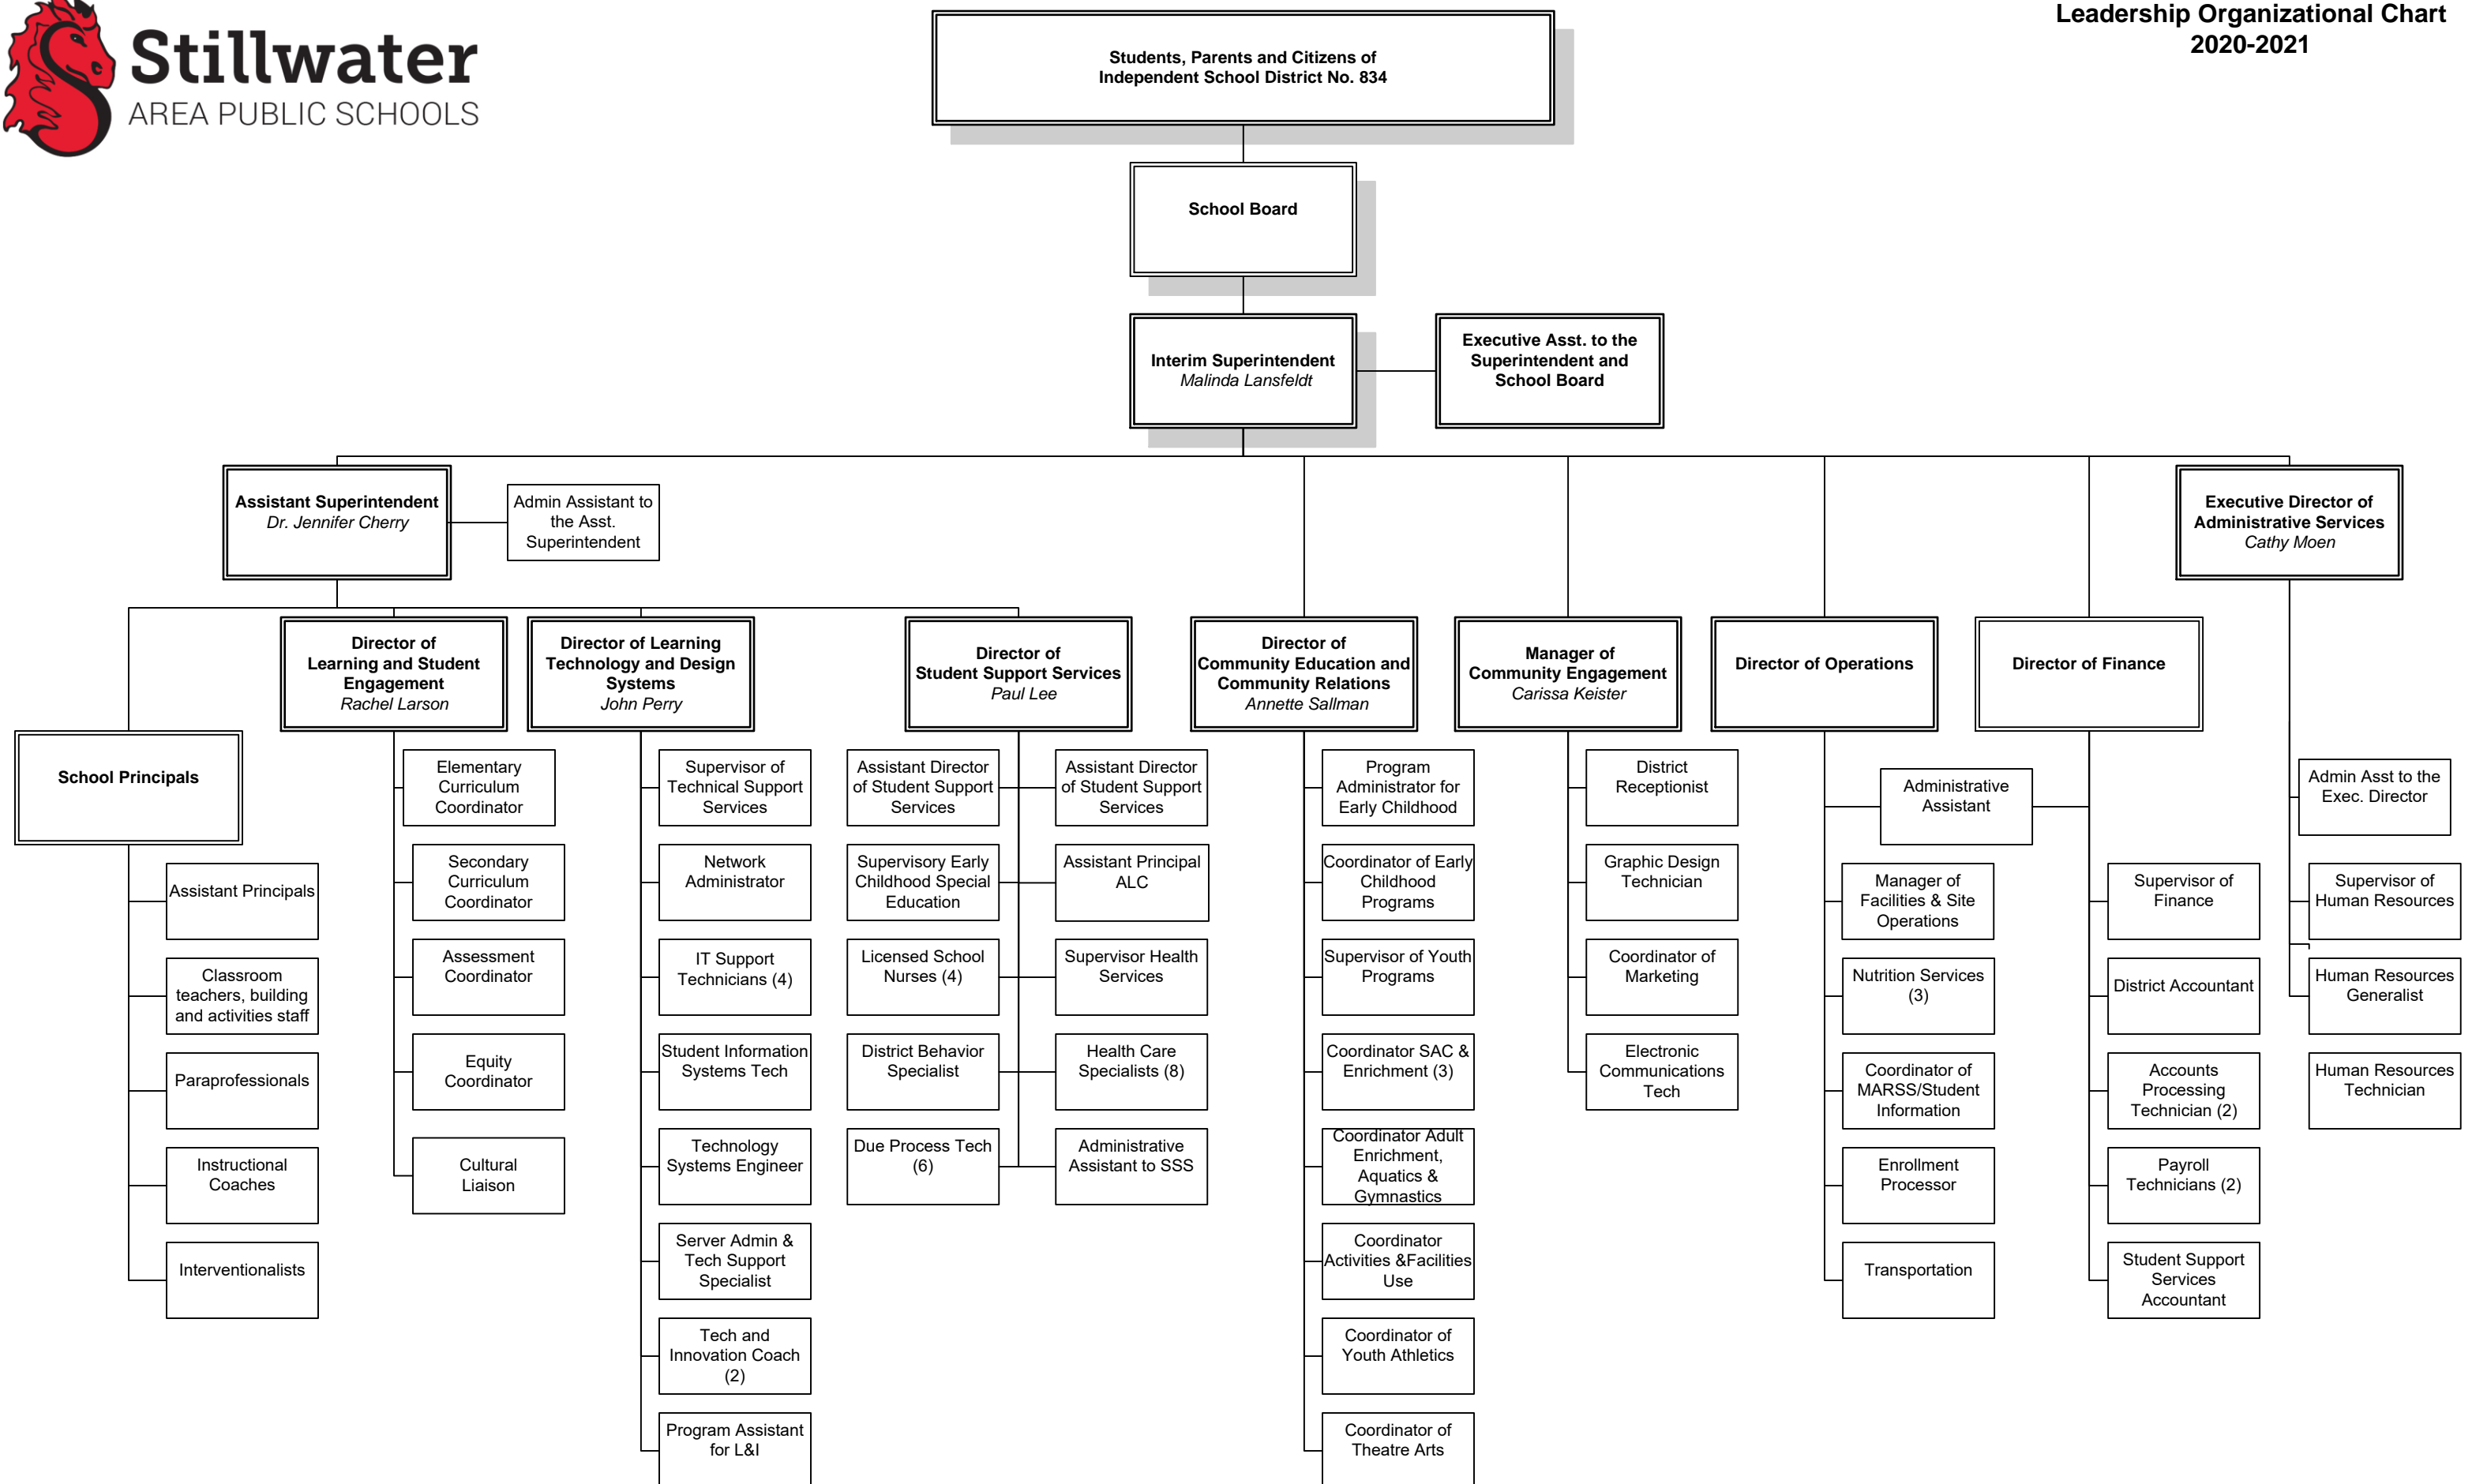 Stillwater
AREA PUBLIC SCHOOLS
Leadership Organizational Chart
2020-2021
Students, Parents and Citizens of
Independent School District No. 834
School Board
Interim Superintendent
Malinda Lansfeldt
Executive Asst. to the
Superintendent and
School Board
Assistant Superintendent
Dr. Jennifer Cherry
Admin Assistant to
the Asst.
Superintendent
Executive Director of
Administrative Services
Cathy Moen
School Principals
Assistant Principals
Classroom
teachers, building
and activities staff
Paraprofessionals
Instructional
Coaches
Interventionalists
Director of
Learning and Student
Engagement
Rachel Larson
Elementary
Curriculum
Coordinator
Secondary
Curriculum
Coordinator
Assessment
Coordinator
Equity
Coordinator
Cultural
Liaison
Director of Learning
Technology and Design
Systems
John Perry
Supervisor of
Technical Support
Services
Network
Administrator
IT Support
Technicians (4)
Student Information
Systems Tech
Technology
Systems Engineer
Server Admin &
Tech Support
Specialist
Tech and
Innovation Coach
(2)
Program Assistant
for L&I
Director of
Student Support Services
Paul Lee
Assistant Director
of Student Support
Services
Supervisory Early
Childhood Special
Education
Licensed School
Nurses (4)
District Behavior
Specialist
Due Process Tech
(6)
Assistant Director
of Student Support
Services
Assistant Principal
ALC
Supervisor Health
Services
Health Care
Specialists (8)
Administrative
Assistant to SSS
Director of
Community Education and
Community Relations
Annette Sallman
Program
Administrator for
Early Childhood
Coordinator of Early
Childhood
Programs
Supervisor of Youth
Programs
Coordinator SAC &
Enrichment (3)
Coordinator Adult
Enrichment,
Aquatics &
Gymnastics
Coordinator
Activities &Facilities
Use
Coordinator of
Youth Athletics
Coordinator of
Theatre Arts
Manager of
Community Engagement
Carissa Keister
District
Receptionist
Graphic Design
Technician
Coordinator of
Marketing
Electronic
Communications
Tech
Director of Operations
Administrative
Assistant
Manager of
Facilities & Site
Operations
Nutrition Services
(3)
Coordinator of
MARSS/Student
Information
Enrollment
Processor
Transportation
Director of Finance
Supervisor of
Finance
District Accountant
Accounts
Processing
Technician (2)
Payroll
Technicians (2)
Student Support
Services
Accountant
Admin Asst to the
Exec. Director
Supervisor of
Human Resources
Human Resources
Generalist
Human Resources
Technician